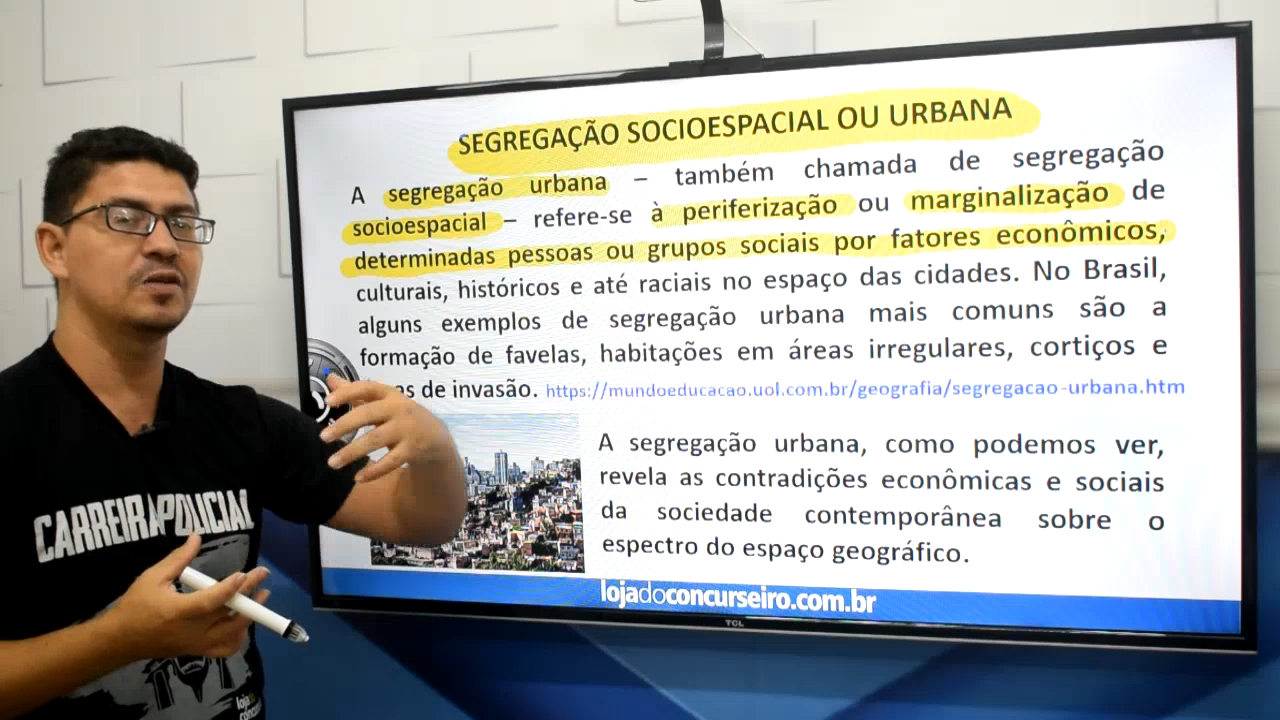 SEGREGAÇÃO SOCIOESPACIAL OU URBANA
A segregação urbana – também chamada de segregação
socioespacial – refere-se à periferização ou marginalização de
determinadas pessoas ou grupos sociais por fatores econômicos,
culturais, históricos e até raciais no espaço das cidades. No Brasil,
alguns exemplos de segregação urbana mais comuns são a
formação de favelas, habitações em áreas irregulares, cortiços e
de invasão. https://mundoeducacao.uol.com.br/geografia/segregacao-urbana.htm
A segregação urbana, como podemos ver,
revela as contradições econômicas e sociais
da sociedade contemporânea sobre o
espectro do espaço geográfico.
lojadoconcurseiro.com.br
TCL
CARREIRA POLICIAL